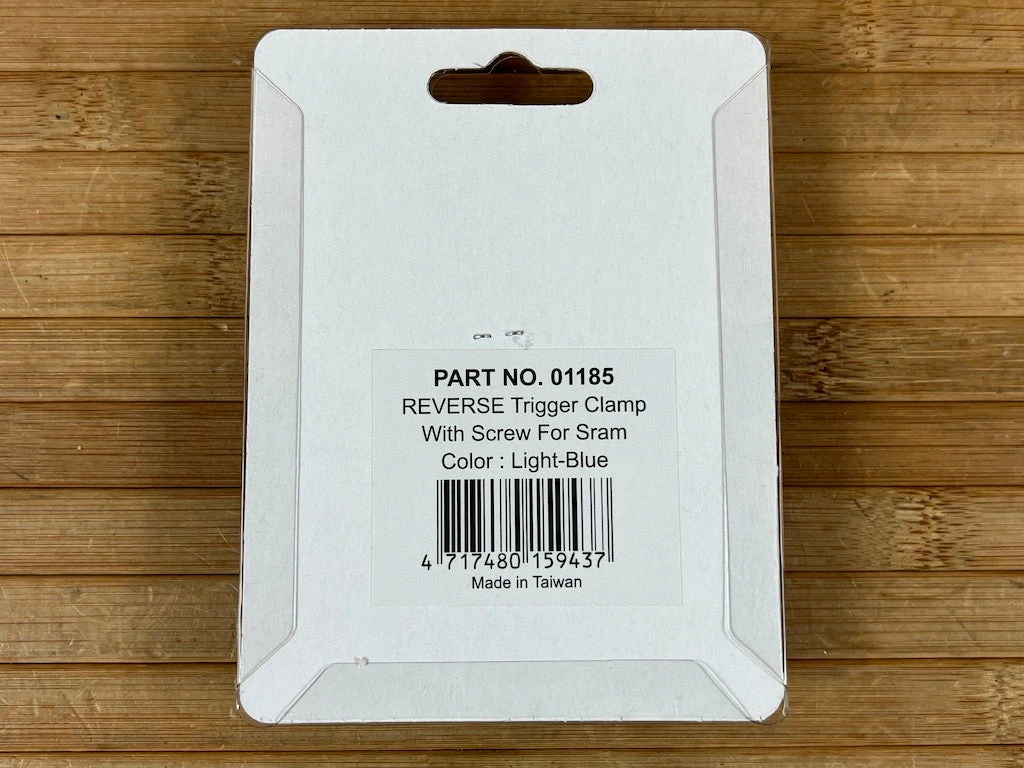 PART NO. 01185
REVERSE Trigger Clamp
With Screw For Sram
Color : Light-Blue
4 717480 159437
Made in Taiwan